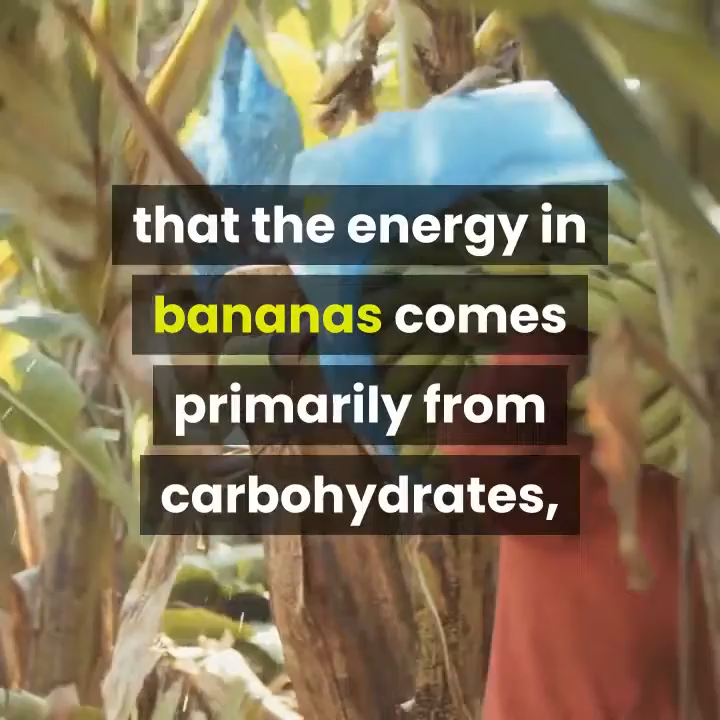 that the energy in
bananas comes
primarily from
carbohydrates,